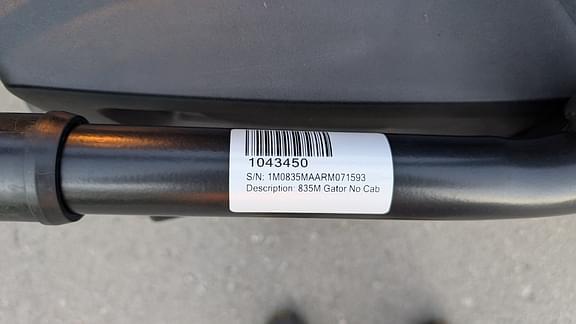 1043450
S/N: 1M0835MAARM071593
Description: 835M Gator No Cab